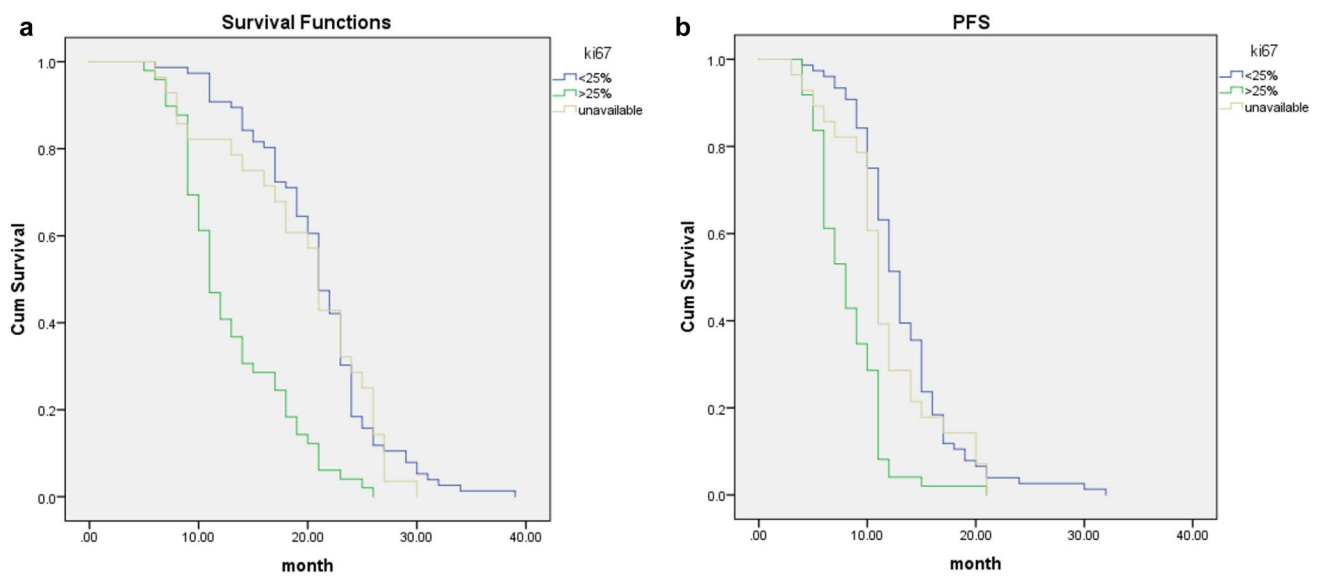 a
Survival Functions
ki67
<25%
>25%
unavailable
Cum Survival
1.0
0.8
0.6
0.4
0.2
0.0
.00 10.00 20.00 30.00 40.00
month
b
PFS
ki67
<25%
>25%
unavailable
Cum Survival
1.0
0.8
0.6
0.4
0.2
0.0
.00 10.00 20.00 30.00 40.00
month